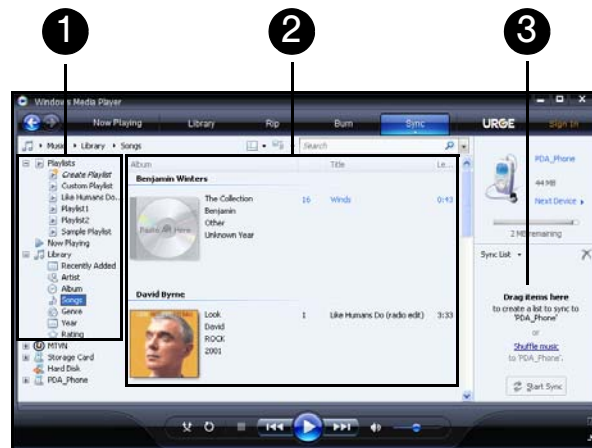 1 2 3
Windows Media Player
Now Playing Library Rip Burn Sync URGE Sign In
Music Library Songs
Search
Playlists
Create Playlist
Custom Playlist
Like Humans Do...
Playlist1
Playlist2
Sample Playlist
Now Playing
Library
Recently Added
Artist
Album
Songs
Genre
Year
Rating
MTVN
Storage Card
Hard Disk
PDA_Phone
Album Title Le...
Benjamin Winters
Paste Art Here
The Collection 16 Winds 0:43
Benjamin
Other
Unknown Year
David Byrne
Look 1 Like Humans Do (radio edit) 3:33
David
ROCK
2001
PDA_Phone
44 MB
Next Device
2 MB remaining
Sync List
Drag items here
to create a list to sync to
'PDA_Phone'
or
Shuffle music
to 'PDA_Phone'.
Start Sync